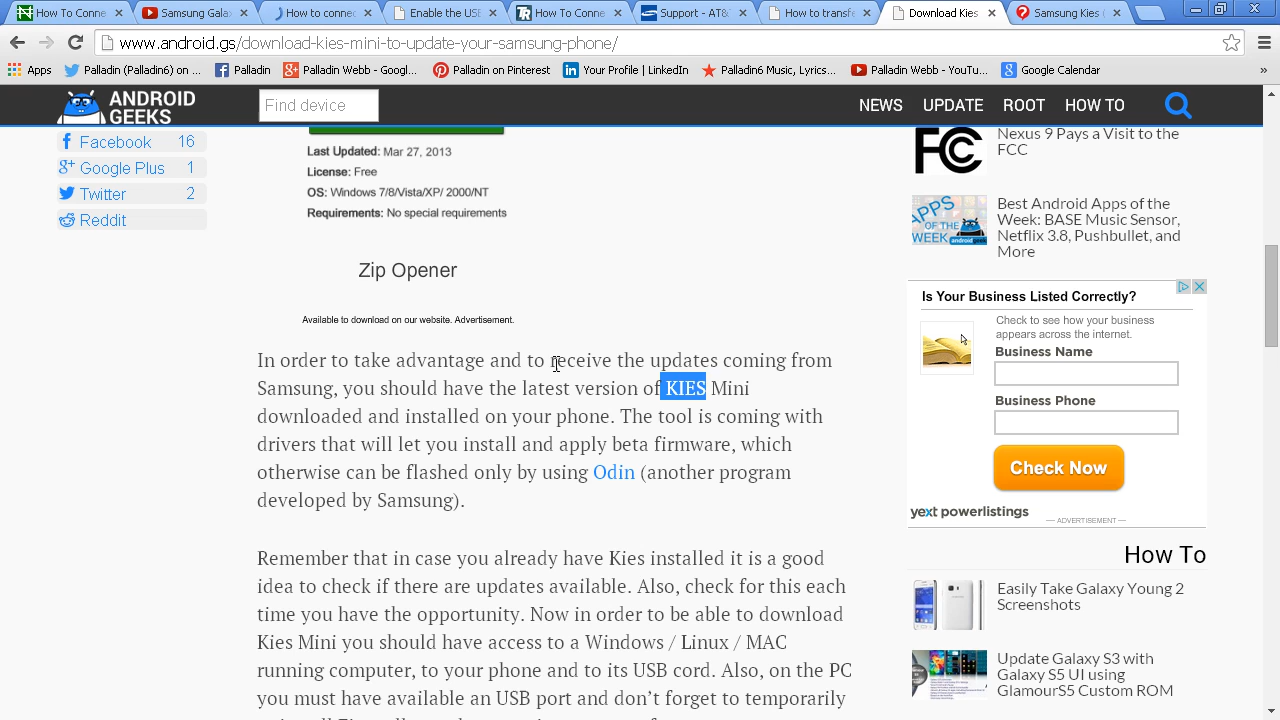 How To Conne
Samsung Gala
How to connec
Enable the USE
How To Conne
Support - A
How to transfe
Download Kies
Samsung gies (
www.android.gs/download-kies-mini-to-update-your-samsung-phone/
Apps
Palladin (Palladin6) on ...
Palladin
Palladin Webb - Googl...
Palladin on Pinterest
Your Profile | LinkedIn
Palladin6 Music, Lyrics...
Palladin Webb - YouTu...
Google Calendar
»
ANDROID
GEEKS
Find device
NEWS UPDATE ROOT HOW TO
Facebook 16
Google Plus 1
Twitter 2
Reddit
Last Updated: Mar 27, 2013
License: Free
OS: Windows 7/8/Vista/XP/ 2000/NT
Requirements: No special requirements
Zip Opener
Available to download on our website. Advertisement.
In order to take advantage and to receive the updates coming from
Samsung, you should have the latest version of KIES Mini
downloaded and installed on your phone. The tool is coming with
drivers that will let you install and apply beta firmware, which
otherwise can be flashed only by using Odin (another program
developed by Samsung).
Remember that in case you already have Kies installed it is a good
idea to check if there are updates available. Also, check for this each
time you have the opportunity. Now in order to be able to download
Kies Mini you should have access to a Windows / Linux / MAC
running computer, to your phone and to its USB cord. Also, on the PC
you must have available an USB port and don't forget to temporarily
FCC
Nexus 9 Pays a Visit to the
FCC
APPS
OF THE
WEEK
Best Android Apps of the
Week: BASE Music Sensor,
Netflix 3.8, Pushbullet, and
More
Is Your Business Listed Correctly?
Check to see how your business
appears across the internet.
Business Name
Business Phone
Check Now
yext powerlistings
— ADVERTISEMENT —
How To
Easily Take Galaxy Young 2
Screenshots
Update Galaxy S3 with
Galaxy S5 UI using
GlamourS5 Custom ROM